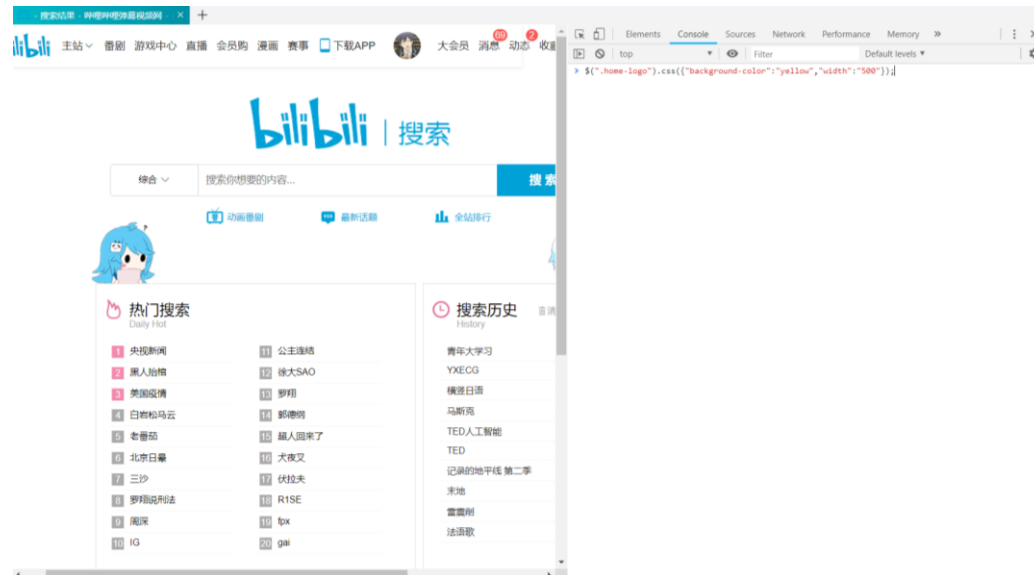 搜索结果 - 哔哩哔哩弹幕视频网 -
bilibili 主站 番剧 游戏中心 直播 会员购 漫画 赛事 下载APP 大会员 消息 69 动态 2
Elements Console Sources Network Performance Memory »
top Filter Default levels ▼
> $(".home-logo").css({"background-color":"yellow","width":"500"});
bilibili | 搜索
综合 搜索你想要的内容... 搜索
动画番剧 最新话题 全站排行
热门搜索
Daily Hot
搜索历史
History
1 央视新闻 11 公主连结 青年大学习
2 黑人抬棺 12 徐大SAO YXECG
3 美国疫情 13 罗翔 横竖日语
4 白岩松马云 14 郭德纲 马斯克
5 老番茄 15 超人回来了 TED人工智能
6 北京日暈 16 犬夜叉 TED
7 三沙 17 伏拉夫 记录的地平线 第二季
8 罗翔说刑法 18 R1SE 末地
9 周深 19 fpx 雷震削
10 IG 20 gai 法语歌